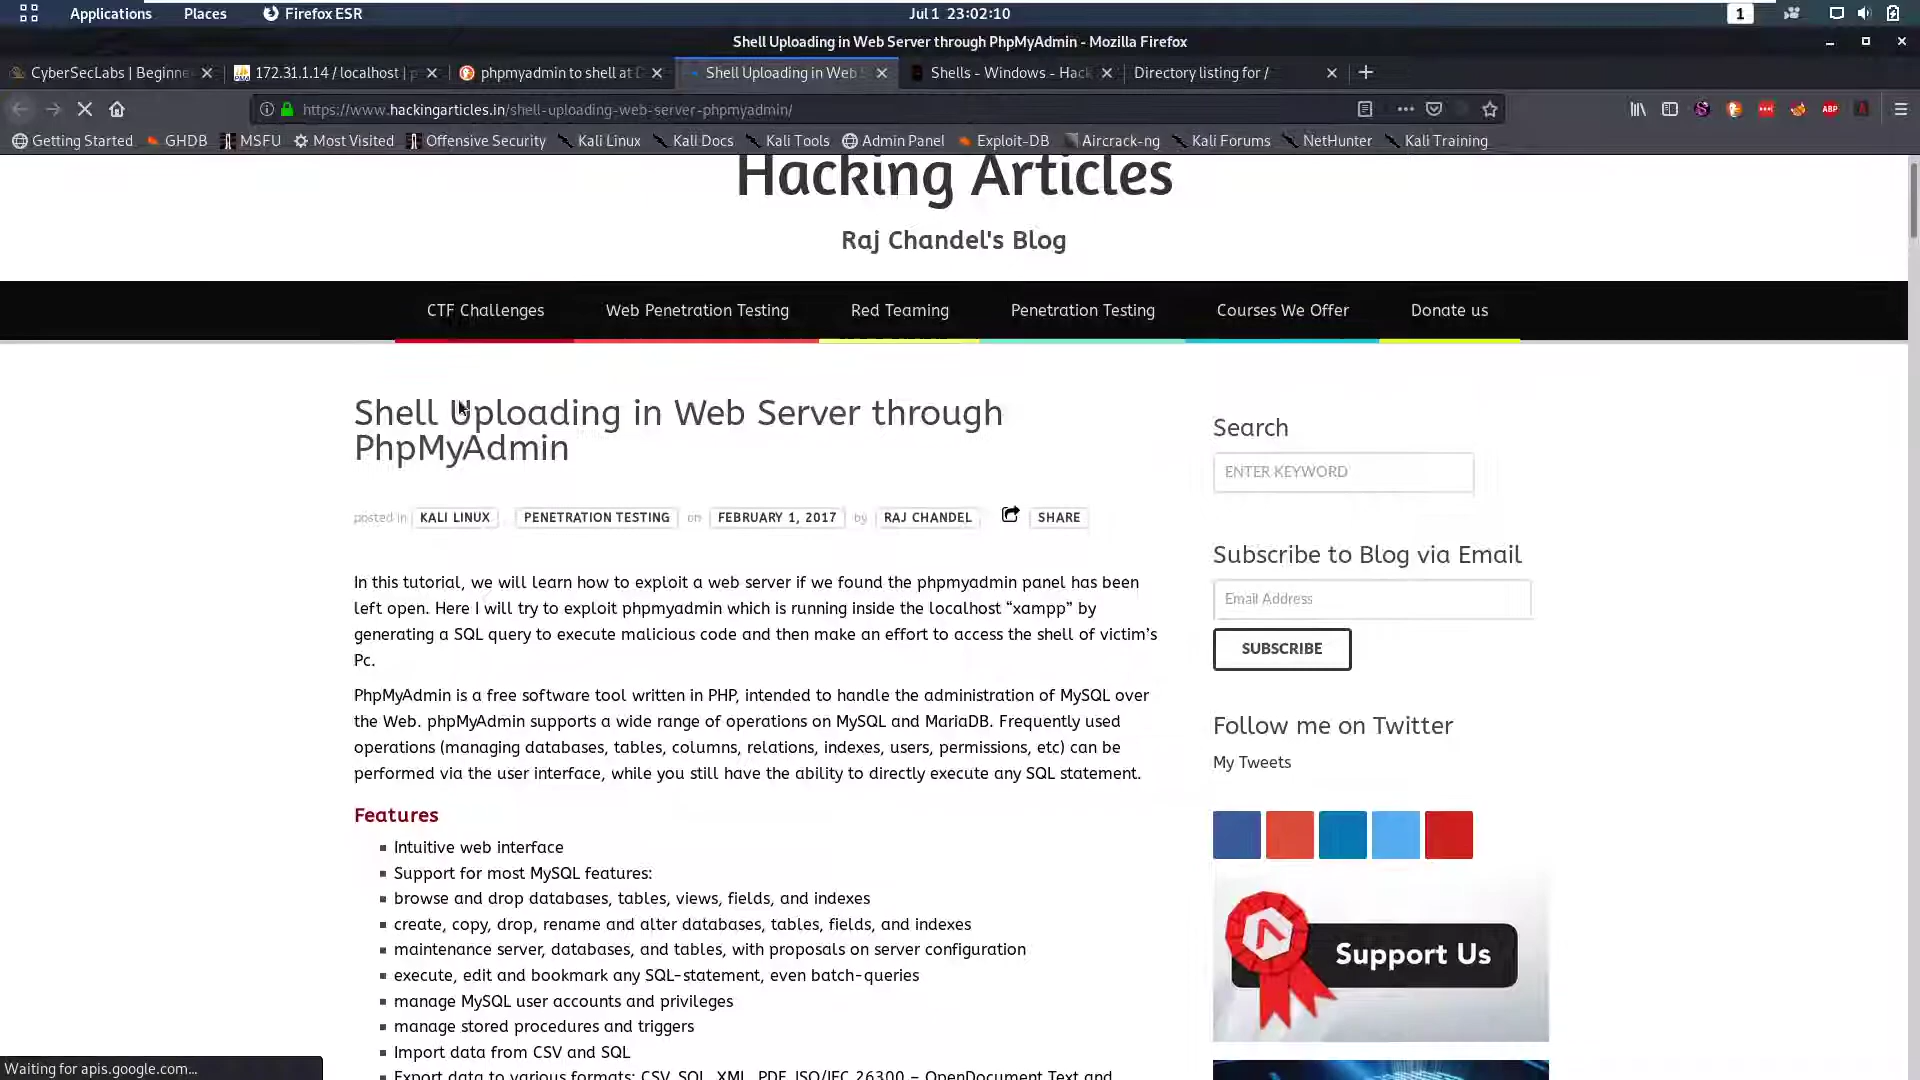 Applications Places Firefox ESR Jul 1 23:02:10 1
Shell Uploading in Web Server through PhpMyAdmin - Mozilla Firefox
CyberSecLabs | Beginne 172.31.1.14 / localhost | p phpmyadmin to shell at D Shell Uploading in Web S Shells - Windows - Hack Directory listing for /
https://www.hackingarticles.in/shell-uploading-web-server-phpmyadmin/ ABP
Getting Started GHDB MSFU Most Visited Offensive Security Kali Linux Kali Docs Kali Tools Admin Panel Exploit-DB Aircrack-ng Kali Forums NetHunter Kali Training
Hacking Articles
Raj Chandel's Blog
CTF Challenges Web Penetration Testing Red Teaming Penetration Testing Courses We Offer Donate us
Shell Uploading in Web Server through
PhpMyAdmin
posted in KALI LINUX , PENETRATION TESTING on FEBRUARY 1, 2017 by RAJ CHANDEL SHARE
In this tutorial, we will learn how to exploit a web server if we found the phpmyadmin panel has been
left open. Here I will try to exploit phpmyadmin which is running inside the localhost “xampp” by
generating a SQL query to execute malicious code and then make an effort to access the shell of victim’s
Pc.
PhpMyAdmin is a free software tool written in PHP, intended to handle the administration of MySQL over
the Web. phpMyAdmin supports a wide range of operations on MySQL and MariaDB. Frequently used
operations (managing databases, tables, columns, relations, indexes, users, permissions, etc) can be
performed via the user interface, while you still have the ability to directly execute any SQL statement.
Features
Intuitive web interface
Support for most MySQL features:
browse and drop databases, tables, views, fields, and indexes
create, copy, drop, rename and alter databases, tables, fields, and indexes
maintenance server, databases, and tables, with proposals on server configuration
execute, edit and bookmark any SQL-statement, even batch-queries
manage MySQL user accounts and privileges
manage stored procedures and triggers
Import data from CSV and SQL
Export data to various formats: CSV, SQL, XML, PDF, ISO/IEC 26300 – OpenDocument Text and
Search
ENTER KEYWORD
Subscribe to Blog via Email
Email Address
SUBSCRIBE
Follow me on Twitter
My Tweets
Support Us
Waiting for apis.google.com...